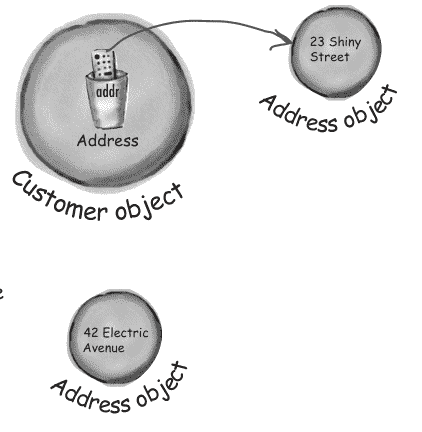 addr
Address
Customer object
23 Shiny
Street
Address object
42 Electric
Avenue
Address object